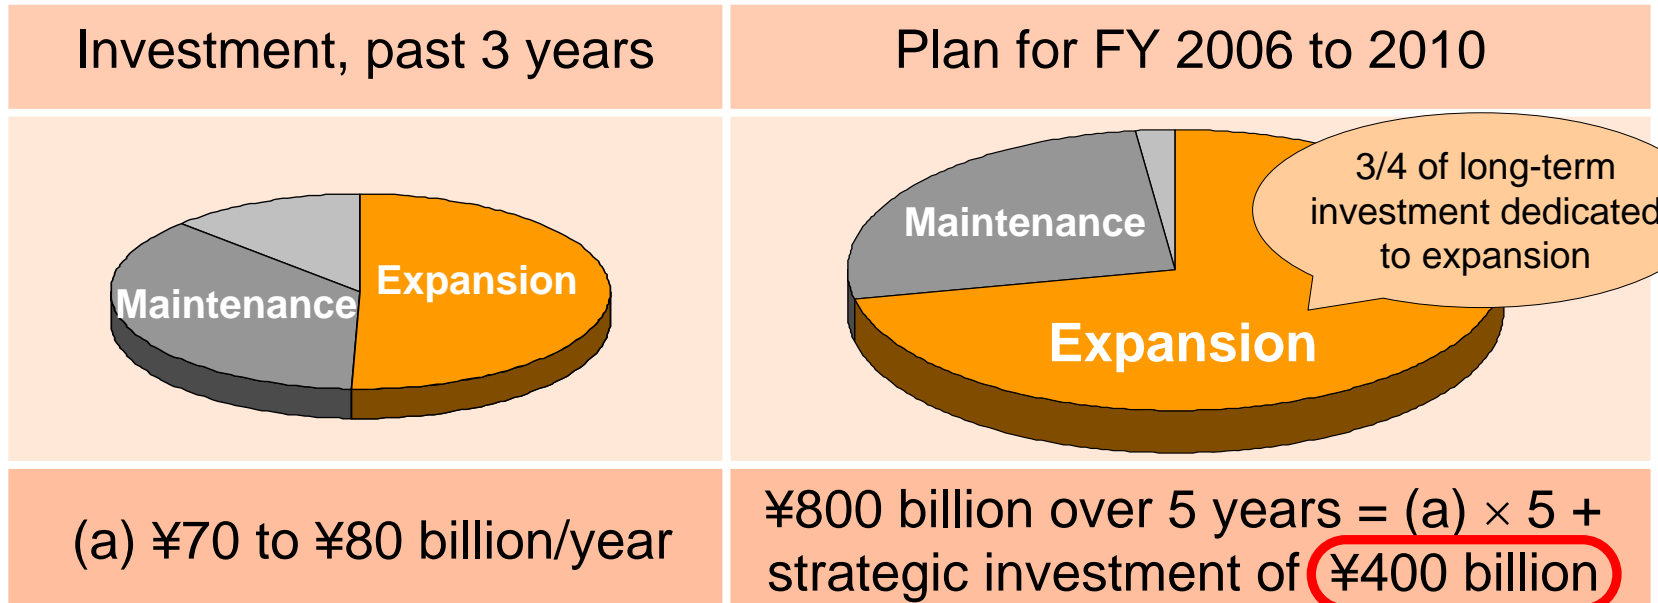 Investment, past 3 years
Plan for FY 2006 to 2010
Maintenance
Expansion
Maintenance
Expansion
3/4 of long-term
investment dedicated
to expansion
(a) ¥70 to ¥80 billion/year
¥800 billion over 5 years = (a) × 5 +
strategic investment of ¥400 billion